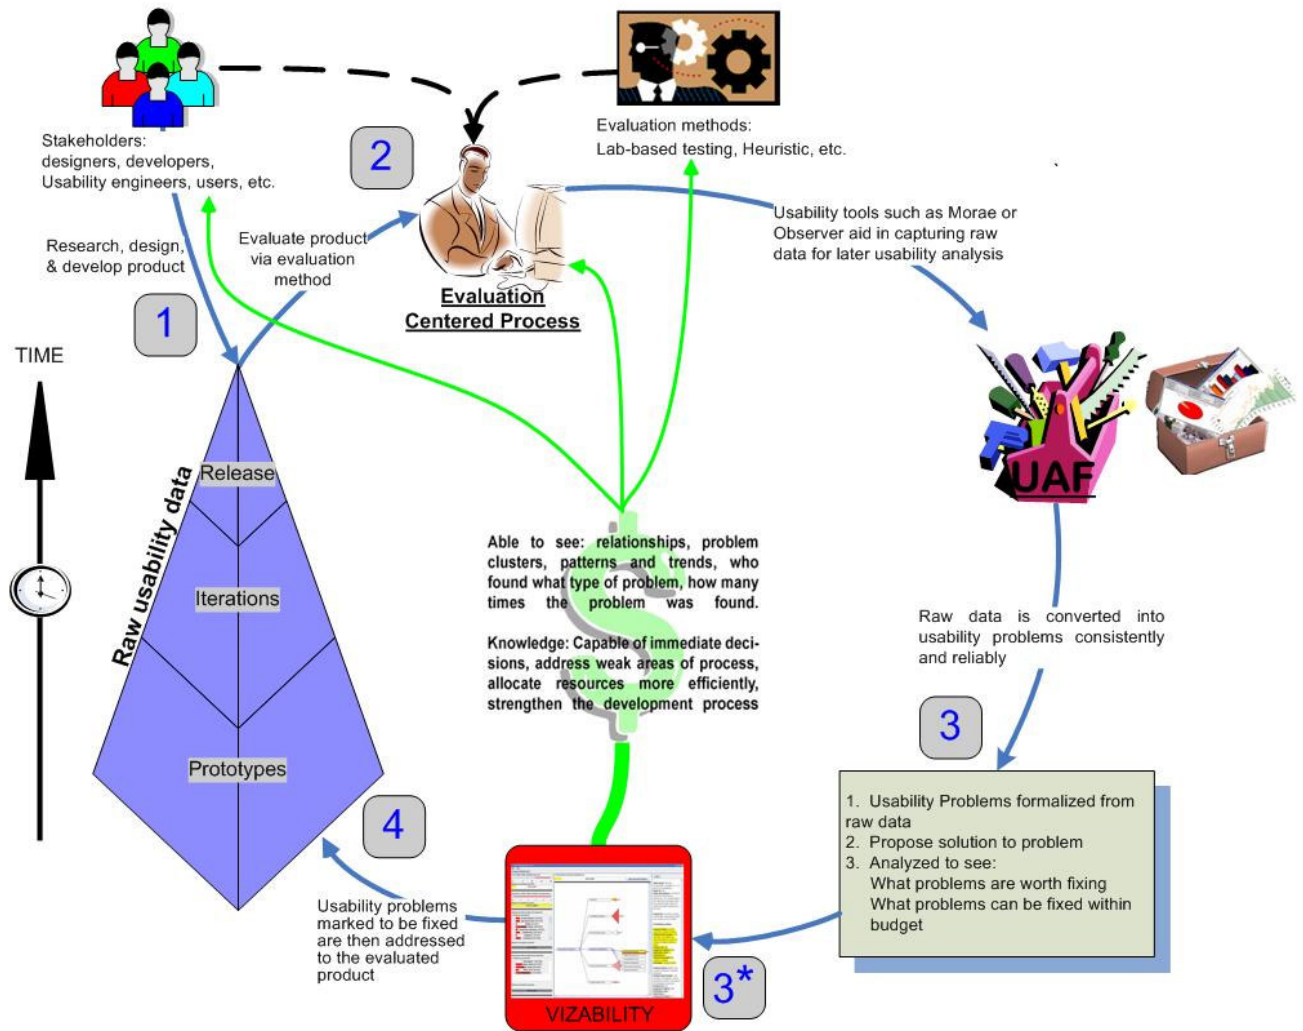 Stakeholders:
designers, developers,
Usability engineers, users, etc.
2
Evaluation methods:
Lab-based testing, Heuristic, etc.
Research, design,
& develop product
Evaluate product
via evaluation
method
Usability tools such as Morae or
Observer aid in capturing raw
data for later usability analysis
Evaluation
Centered Process
1
TIME
UAF
Raw usability data
Release
Iterations
Prototypes
Able to see: relationships, problem
clusters, patterns and trends, who
found what type of problem, how many
times the problem was found.
Knowledge: Capable of immediate deci-
sions, address weak areas of process,
allocate resources more efficiently,
strengthen the development process
Raw data is converted into
usability problems consistently
and reliably
3
1. Usability Problems formalized from
raw data
2. Propose solution to problem
3. Analyzed to see:
What problems are worth fixing
What problems can be fixed within
budget
4
Usability problems
marked to be fixed
are then addressed
to the evaluated
product
3*
VIZABILITY